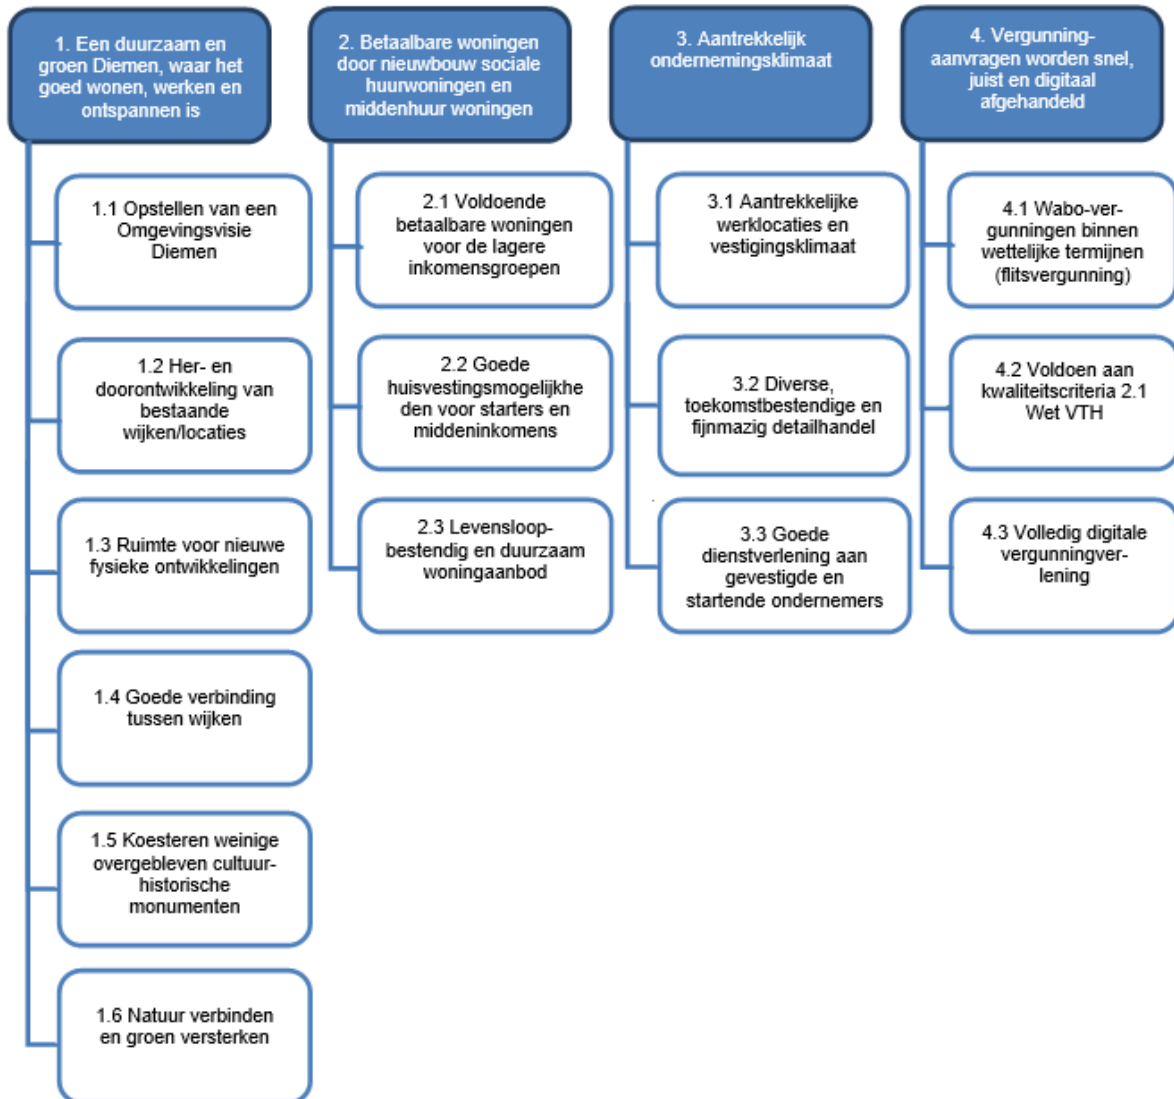 1. Een duurzaam en
groen Diemen, waar het
goed wonen, werken en
ontspannen is
1.1 Opstellen van een
Omgevingsvisie
Diemen
1.2 Her- en
doorontwikkeling van
bestaande
wijken/locaties
1.3 Ruimte voor nieuwe
fysieke ontwikkelingen
1.4 Goede verbinding
tussen wijken
1.5 Koesteren weinige
overgebleven cultuur-
historische
monumenten
1.6 Natuur verbinden
en groen versterken
2. Betaalbare woningen
door nieuwbouw sociale
huurwoningen en
middenhuur woningen
2.1 Voldoende
betaalbare woningen
voor de lagere
inkomensgroepen
2.2 Goede
huisvestingsmogelijkhe
den voor starters en
middeninkomens
2.3 Levensloop-
bestendig en duurzaam
woningaanbod
3. Aantrekkelijk
ondernemingsklimaat
3.1 Aantrekkelijke
werklocaties en
vestigingsklimaat
3.2 Diverse,
toekomstbestendige en
fijnmazig detailhandel
3.3 Goede
dienstverlening aan
gevestigde en
startende ondernemers
4. Vergunning-
aanvragen worden snel,
juist en digitaal
afgehandeld
4.1 Wabo-ver-
gunningen binnen
wettelijke termijnen
(flitsvergunning)
4.2 Voldoen aan
kwaliteitscriteria 2.1
Wet VTH
4.3 Volledig digitale
vergunningver-
lening